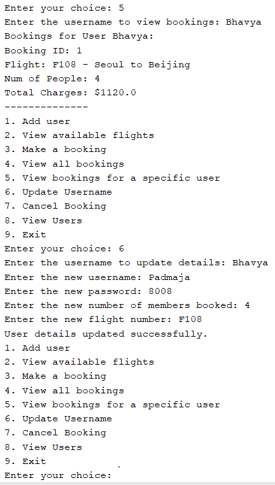 Enter your choice: 5
Enter the username to view bookings: Bhavya
Bookings for User Bhavya:
Booking ID: 1
Flight: F108 - Seoul to Beijing
Num of People: 4
Total Charges: $1120.0
--------------
1. Add user
2. View available flights
3. Make a booking
4. View all bookings
5. View bookings for a specific user
6. Update Username
7. Cancel Booking
8. View Users
9. Exit
Enter your choice: 6
Enter the username to update details: Bhavya
Enter the new username: Padmaja
Enter the new password: 8008
Enter the new number of members booked: 4
Enter the new flight number: F108
User details updated successfully.
1. Add user
2. View available flights
3. Make a booking
4. View all bookings
5. View bookings for a specific user
6. Update Username
7. Cancel Booking
8. View Users
9. Exit
Enter your choice: